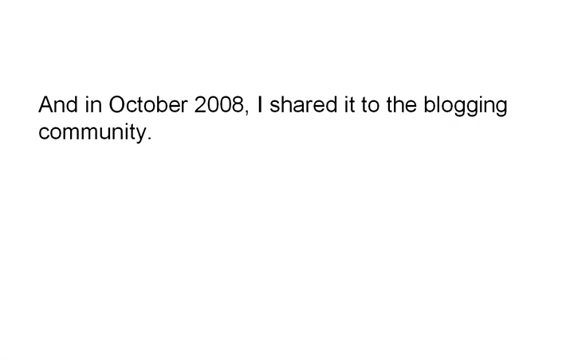 And in October 2008, I shared it to the blogging
community.